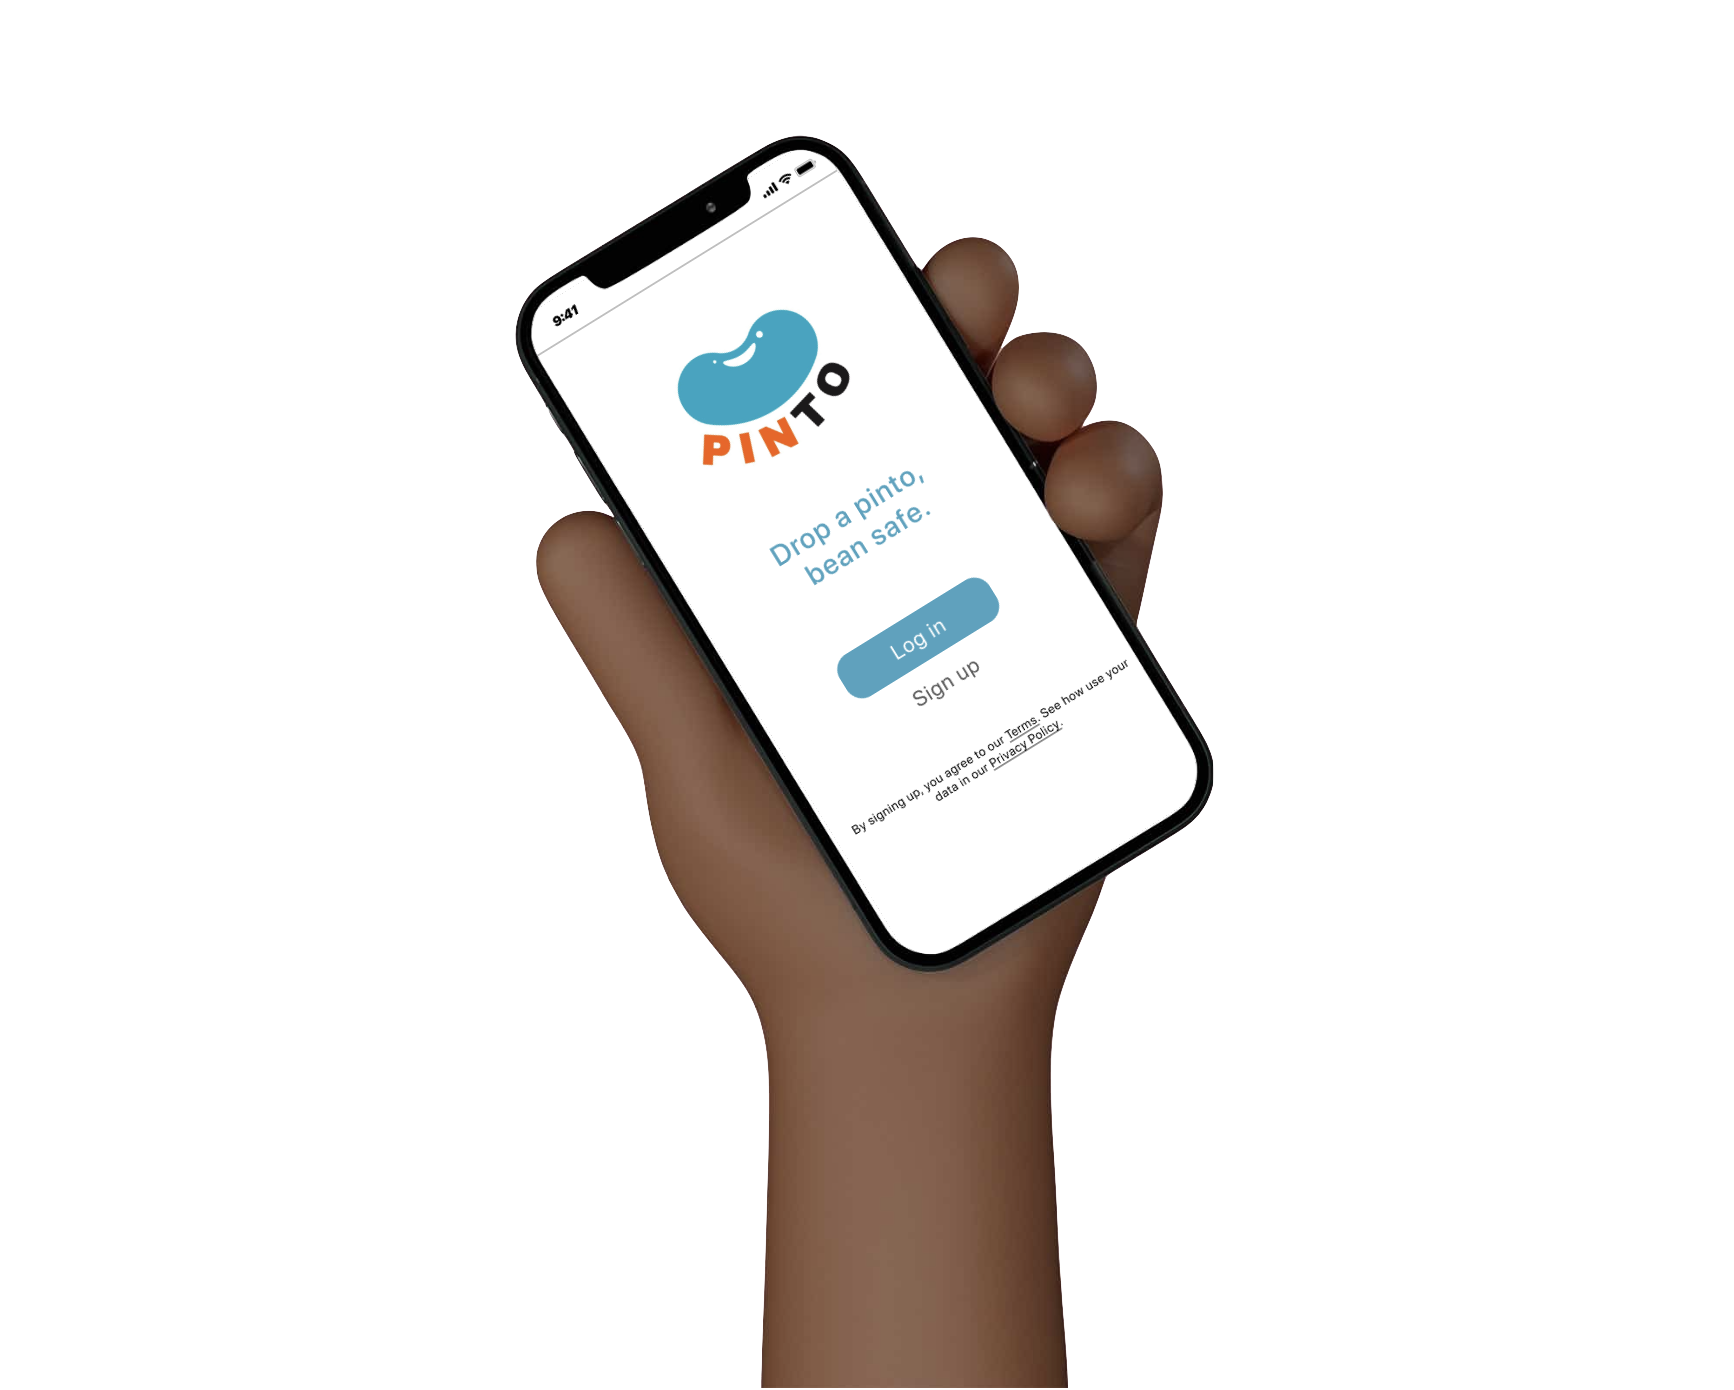 9:41
PINTO
Drop a pinto,
bean safe.
Log in
Sign up
By signing up, you agree to our Terms. See how use your
data in our Privacy Policy.